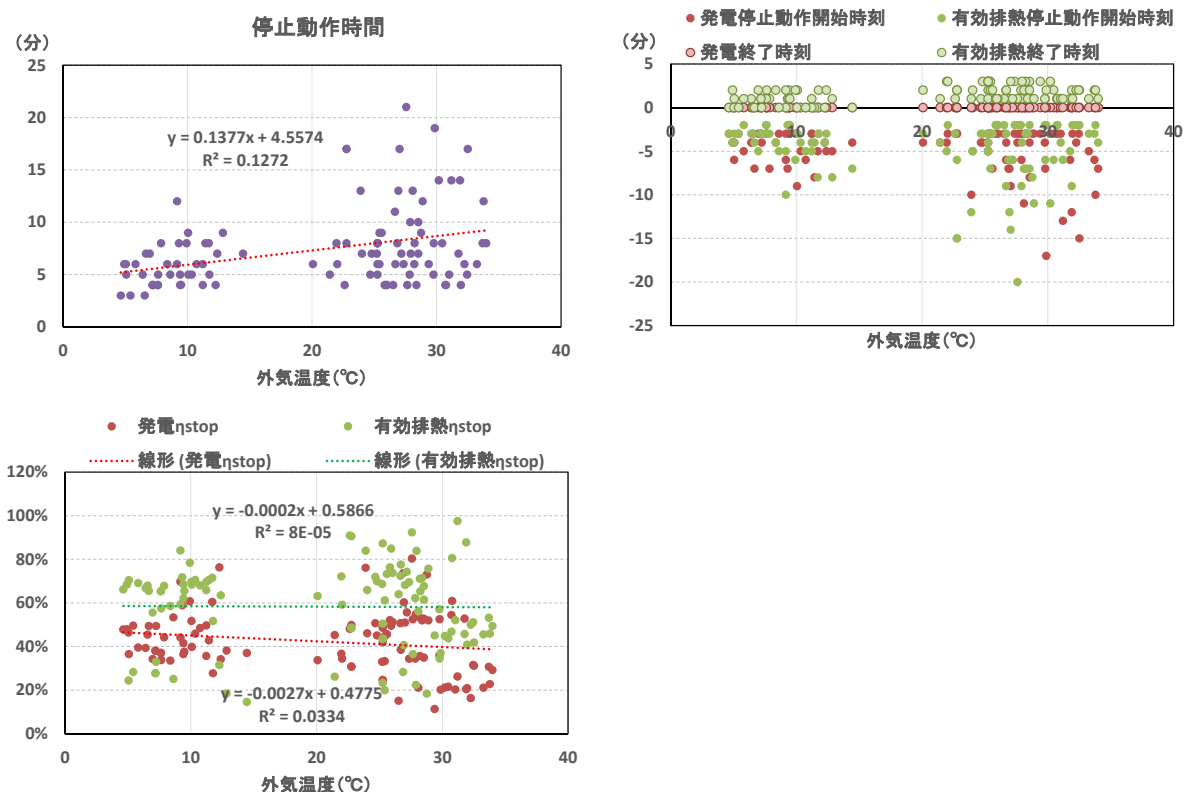 停止動作時間
(分)
25
20
15
10
5
0
y = 0.1377x + 4.5574
R² = 0.1272
0 10 20 30 40
外気温度(℃)
発電停止動作開始時刻 有効排熱停止動作開始時刻
発電終了時刻 有効排熱終了時刻
(分)
5
0
-5
-10
-15
-20
-25
0 10 20 30 40
外気温度(℃)
発電ηstop 有効排熱ηstop
線形 (発電ηstop) 線形 (有効排熱ηstop)
120%
100%
80%
60%
40%
20%
0%
y = -0.0002x + 0.5866
R² = 8E-05
y = -0.0027x + 0.4775
R² = 0.0334
0 10 20 30 40
外気温度(℃)